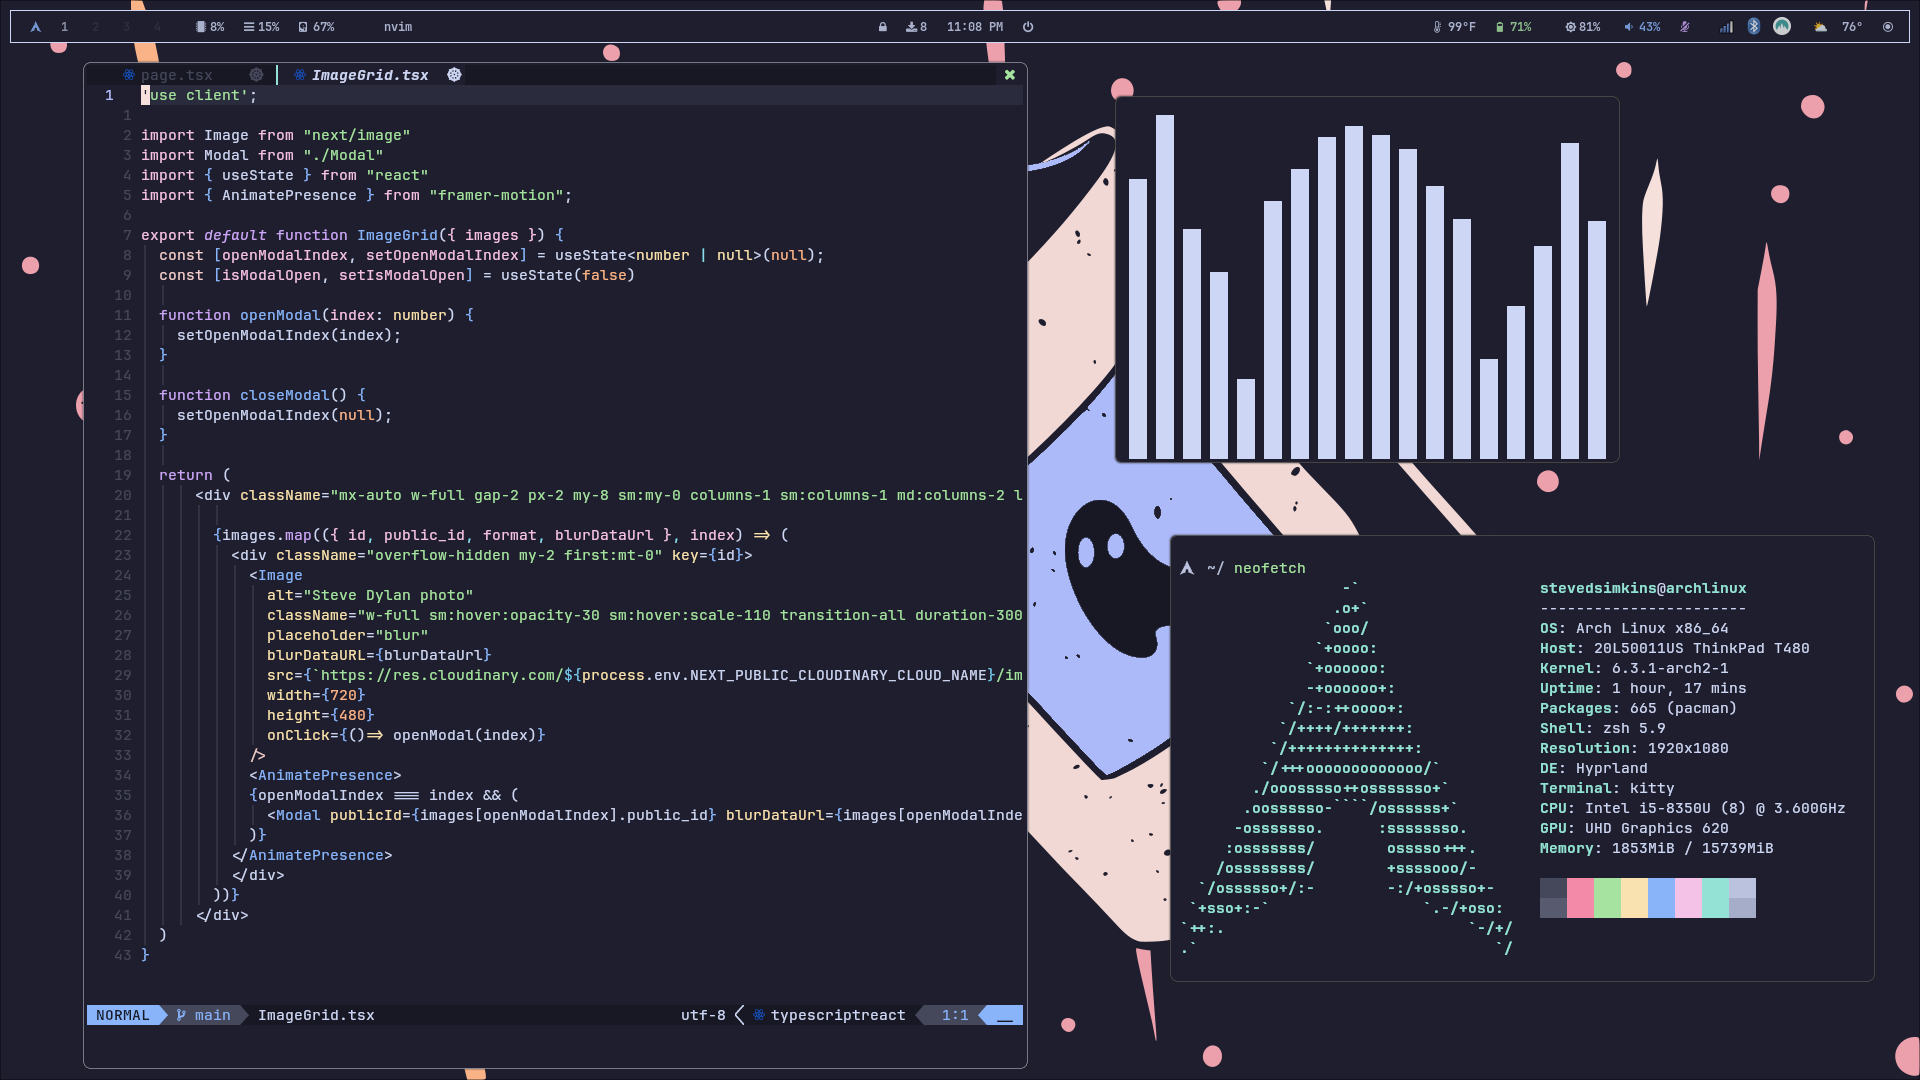 1 2 3 4 8% 15% 67% nvim 8 11:08 PM 99°F 71% 81% 43% 76°
page.tsx ImageGrid.tsx
1 'use client';
1
2 import Image from "next/image"
3 import Modal from "./Modal"
4 import { useState } from "react"
5 import { AnimatePresence } from "framer-motion";
6
7 export default function ImageGrid({ images }) {
8 const [openModalIndex, setOpenModalIndex] = useState<number | null>(null);
9 const [isModalOpen, setIsModalOpen] = useState(false)
10
11 function openModal(index: number) {
12 setOpenModalIndex(index);
13 }
14
15 function closeModal() {
16 setOpenModalIndex(null);
17 }
18
19 return (
20 <div className="mx-auto w-full gap-2 px-2 my-8 sm:my-0 columns-1 sm:columns-1 md:columns-2 l
21
22 {images.map(({ id, public_id, format, blurDataUrl }, index) => (
23 <div className="overflow-hidden my-2 first:mt-0" key={id}>
24 <Image
25 alt="Steve Dylan photo"
26 className="w-full sm:hover:opacity-30 sm:hover:scale-110 transition-all duration-300
27 placeholder="blur"
28 blurDataURL={blurDataUrl}
29 src={`https://res.cloudinary.com/${process.env.NEXT_PUBLIC_CLOUDINARY_CLOUD_NAME}/im
30 width={720}
31 height={480}
32 onClick={()=> openModal(index)}
33 />
34 <AnimatePresence>
35 {openModalIndex === index && (
36 <Modal publicId={images[openModalIndex].public_id} blurDataUrl={images[openModalInde
37 )}
38 </AnimatePresence>
39 </div>
40 ))}
41 </div>
42 )
43 }
NORMAL main ImageGrid.tsx utf-8 typescriptreact 1:1 __
~/ neofetch
-`
.o+`
`ooo/
`+oooo:
`+oooooo:
-+oooooo+:
`/:-:++oooo+:
`/++++/+++++++:
`/++++++++++++++:
`/+++ooooooooooooo/`
./ooosssso++osssssso+`
.oossssso-````/ossssss+`
-osssssso. :ssssssso.
:osssssss/ osssso+++.
/ossssssss/ +ssssooo/-
`/ossssso+/:- -:/+osssso+-
`+sso+:-` `.-/+oso:
`++:. `-/+/
.` `/
stevedsimkins@archlinux
-----------------------
OS: Arch Linux x86_64
Host: 20L50011US ThinkPad T480
Kernel: 6.3.1-arch2-1
Uptime: 1 hour, 17 mins
Packages: 665 (pacman)
Shell: zsh 5.9
Resolution: 1920x1080
DE: Hyprland
Terminal: kitty
CPU: Intel i5-8350U (8) @ 3.600GHz
GPU: UHD Graphics 620
Memory: 1853MiB / 15739MiB